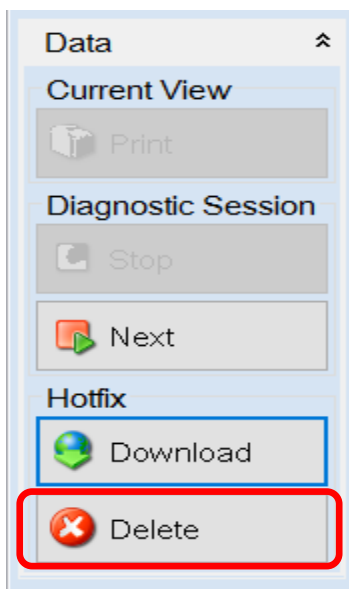 Data
Current View
Print
Diagnostic Session
Stop
Next
Hotfix
Download
Delete